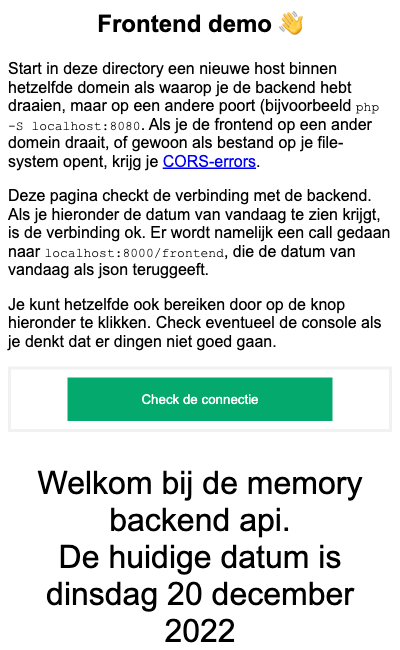 Frontend demo 👋
Start in deze directory een nieuwe host binnen
hetzelfde domein als waarop je de backend hebt
draaien, maar op een andere poort (bijvoorbeeld php
-S localhost:8080. Als je de frontend op een ander
domein draait, of gewoon als bestand op je file-
system opent, krijg je CORS-errors.
Deze pagina checkt de verbinding met de backend.
Als je hieronder de datum van vandaag te zien krijgt,
is de verbinding ok. Er wordt namelijk een call gedaan
naar localhost:8000/frontend, die de datum van
vandaag als json teruggeeft.
Je kunt hetzelfde ook bereiken door op de knop
hieronder te klikken. Check eventueel de console als
je denkt dat er dingen niet goed gaan.
Check de connectie
Welkom bij de memory
backend api.
De huidige datum is
dinsdag 20 december
2022